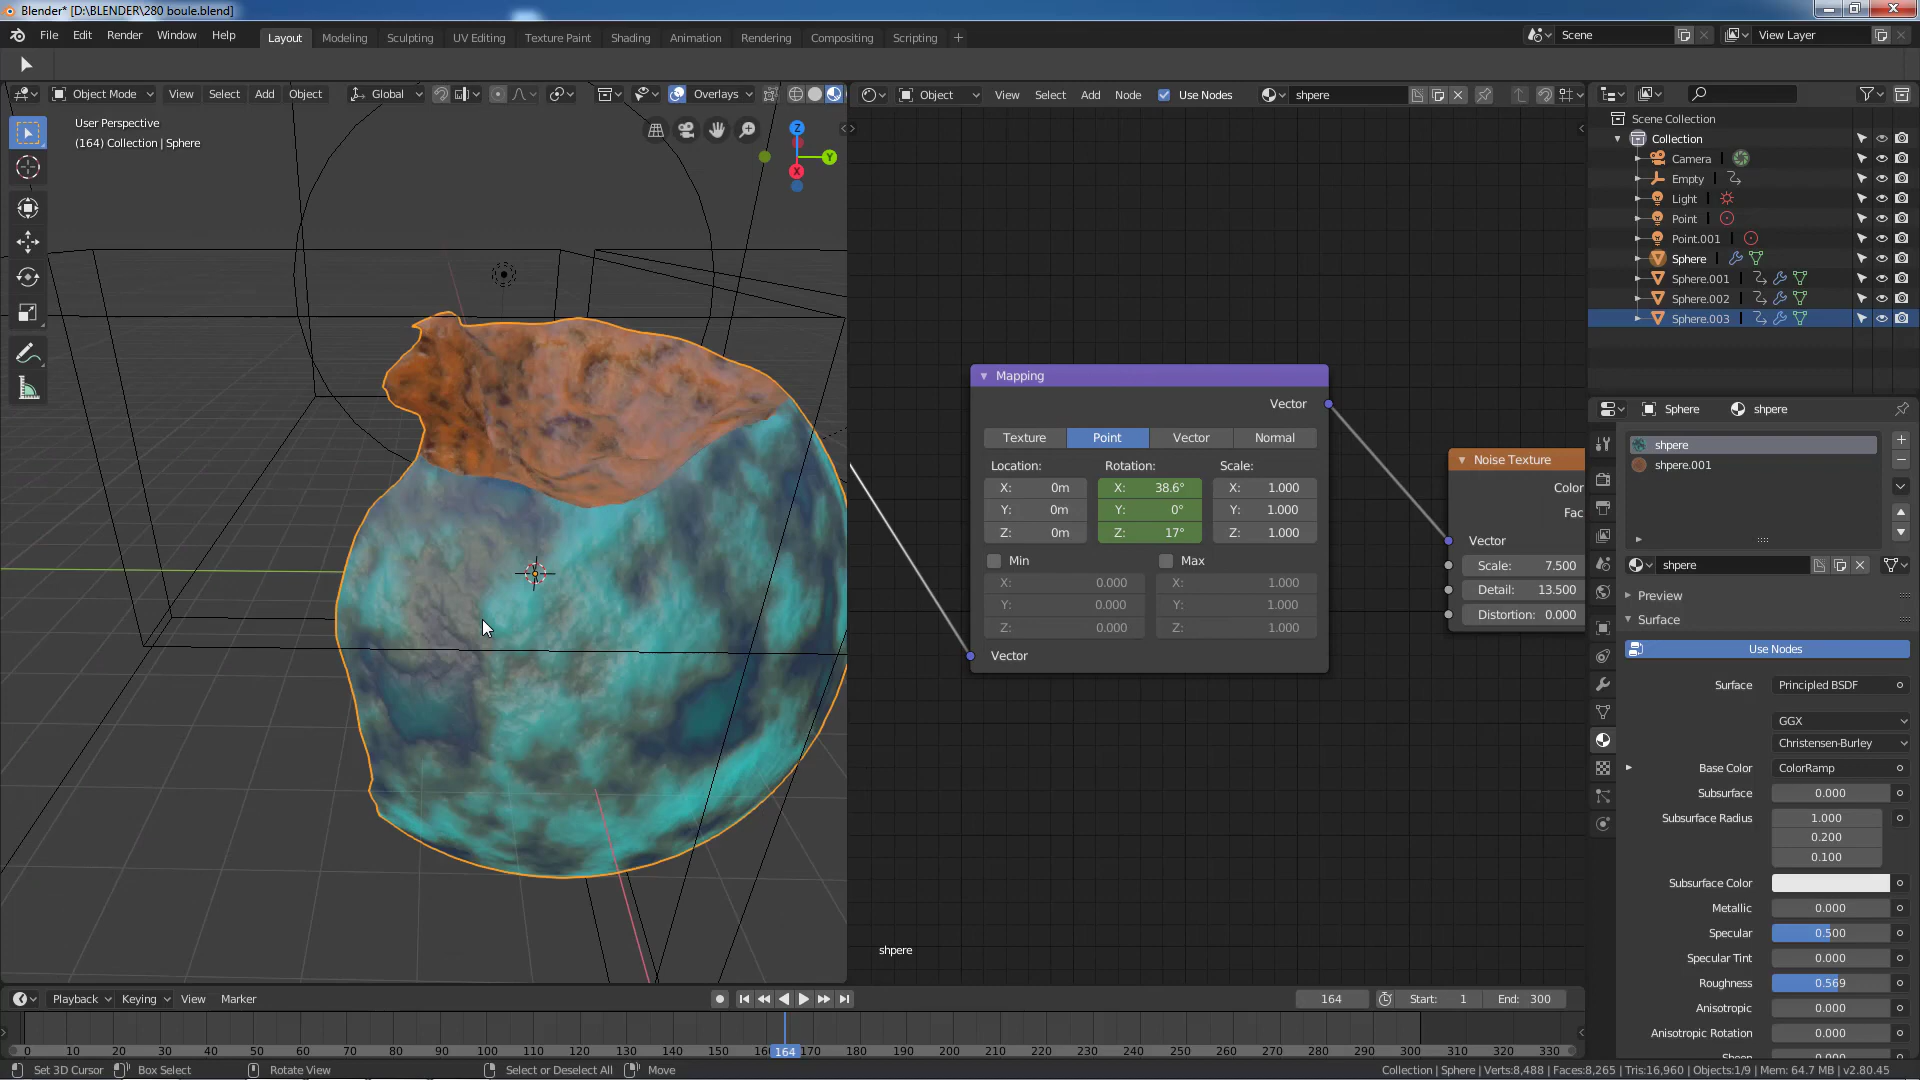 Blender* [D:\BLENDER\280 boule.blend]
File Edit Render Window Help
Layout Modeling Sculpting UV Editing Texture Paint Shading Animation Rendering Compositing Scripting +
Scene
View Layer
Object Mode View Select Add Object Global Overlays
Object View Select Add Node Use Nodes shpere
User Perspective
(164) Collection | Sphere
Z
Y
X
Mapping
Vector
Texture Point Vector Normal
Location: Rotation: Scale:
X: 0m X: 38.6° X: 1.000
Y: 0m Y: 0° Y: 1.000
Z: 0m Z: 17° Z: 1.000
Min Max
X: 0.000 X: 1.000
Y: 0.000 Y: 1.000
Z: 0.000 Z: 1.000
Vector
Noise Texture
Color
Fac
Vector
Scale: 7.500
Detail: 13.500
Distortion: 0.000
shpere
Scene Collection
Collection
Camera
Empty
Light
Point
Point.001
Sphere
Sphere.001
Sphere.002
Sphere.003
Sphere shpere
shpere
shpere.001
shpere
Preview
Surface
Use Nodes
Surface Principled BSDF
GGX
Christensen-Burley
Base Color ColorRamp
Subsurface 0.000
Subsurface Radius 1.000
0.200
0.100
Subsurface Color
Metallic 0.000
Specular 0.500
Specular Tint 0.000
Roughness 0.569
Anisotropic 0.000
Anisotropic Rotation 0.000
Playback Keying View Marker
164 Start: 1 End: 300
0 10 20 30 40 50 60 70 80 90 100 110 120 130 140 150 164 170 180 190 200 210 220 230 240 250 260 270 280 290 300 310 320 330
Set 3D Cursor Box Select Rotate View Select or Deselect All Move
Collection | Sphere | Verts:8,488 | Faces:8,265 | Tris:16,960 | Objects:1/9 | Mem: 64.7 MB | v2.80.45